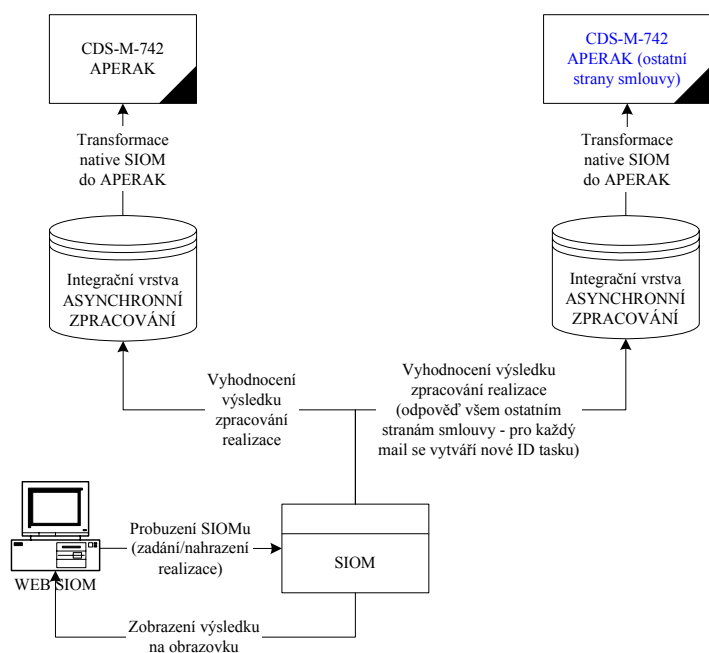 CDS-M-742
APERAK
CDS-M-742
APERAK (ostatní
strany smlouvy)
Transformace
native SIOM
do APERAK
Transformace
native SIOM
do APERAK
Integrační vrstva
ASYNCHRONNÍ
ZPRACOVÁNÍ
Integrační vrstva
ASYNCHRONNÍ
ZPRACOVÁNÍ
Vyhodnocení
výsledku
zpracování
realizace
Vyhodnocení výsledku
zpracování realizace
(odpověď všem ostatním
stranám smlouvy - pro každý
mail se vytváří nové ID tasku)
Probuzení SIOMu
(zadání/nahrazení
realizace)
WEB SIOM
SIOM
Zobrazení výsledku
na obrazovku